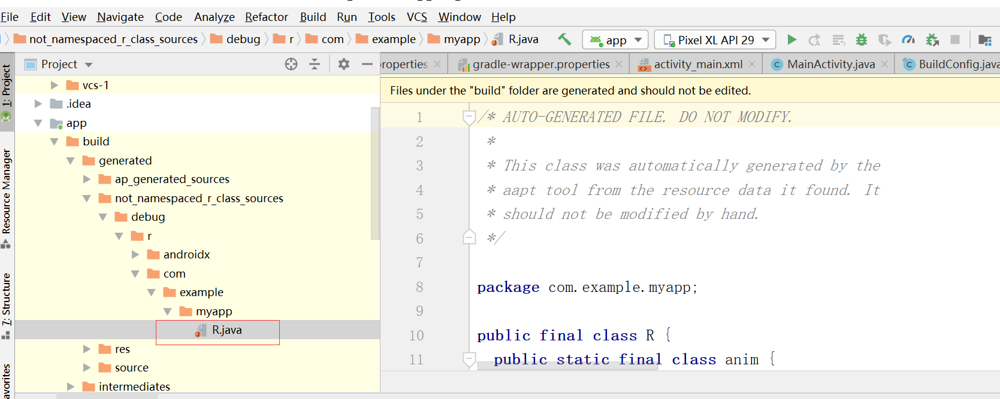 File Edit View Navigate Code Analyze Refactor Build Run Tools VCS Window Help
not_namespaced_r_class_sources debug r com example myapp R.java app Pixel XL API 29
Project
properties gradle-wrapper.properties activity_main.xml MainActivity.java BuildConfig.java
1: Project
Resource Manager
7: Structure
vcs-1
.idea
app
build
generated
ap_generated_sources
not_namespaced_r_class_sources
debug
r
androidx
com
example
myapp
R.java
res
source
intermediates
Files under the "build" folder are generated and should not be edited.
1 /* AUTO-GENERATED FILE. DO NOT MODIFY.
2 *
3 * This class was automatically generated by the
4 * aapt tool from the resource data it found. It
5 * should not be modified by hand.
6 */
7
8 package com.example.myapp;
9
10 public final class R {
11 public static final class anim {